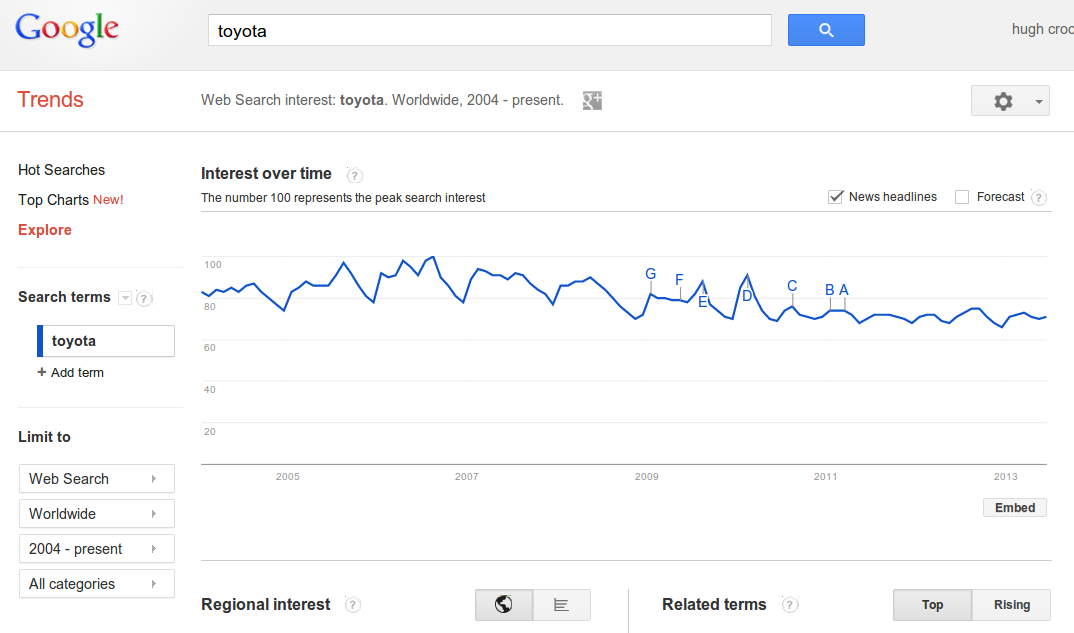 Google
toyota
hugh croc
Trends
Web Search interest: toyota. Worldwide, 2004 - present.
Hot Searches
Top Charts New!
Explore
Search terms ?
toyota
+ Add term
Limit to
Web Search
Worldwide
2004 - present
All categories
Interest over time ?
The number 100 represents the peak search interest
News headlines
Forecast ?
100
80
60
40
20
G
F
E
D
C
B A
2005 2007 2009 2011 2013
Embed
Regional interest ?
Related terms ?
Top
Rising